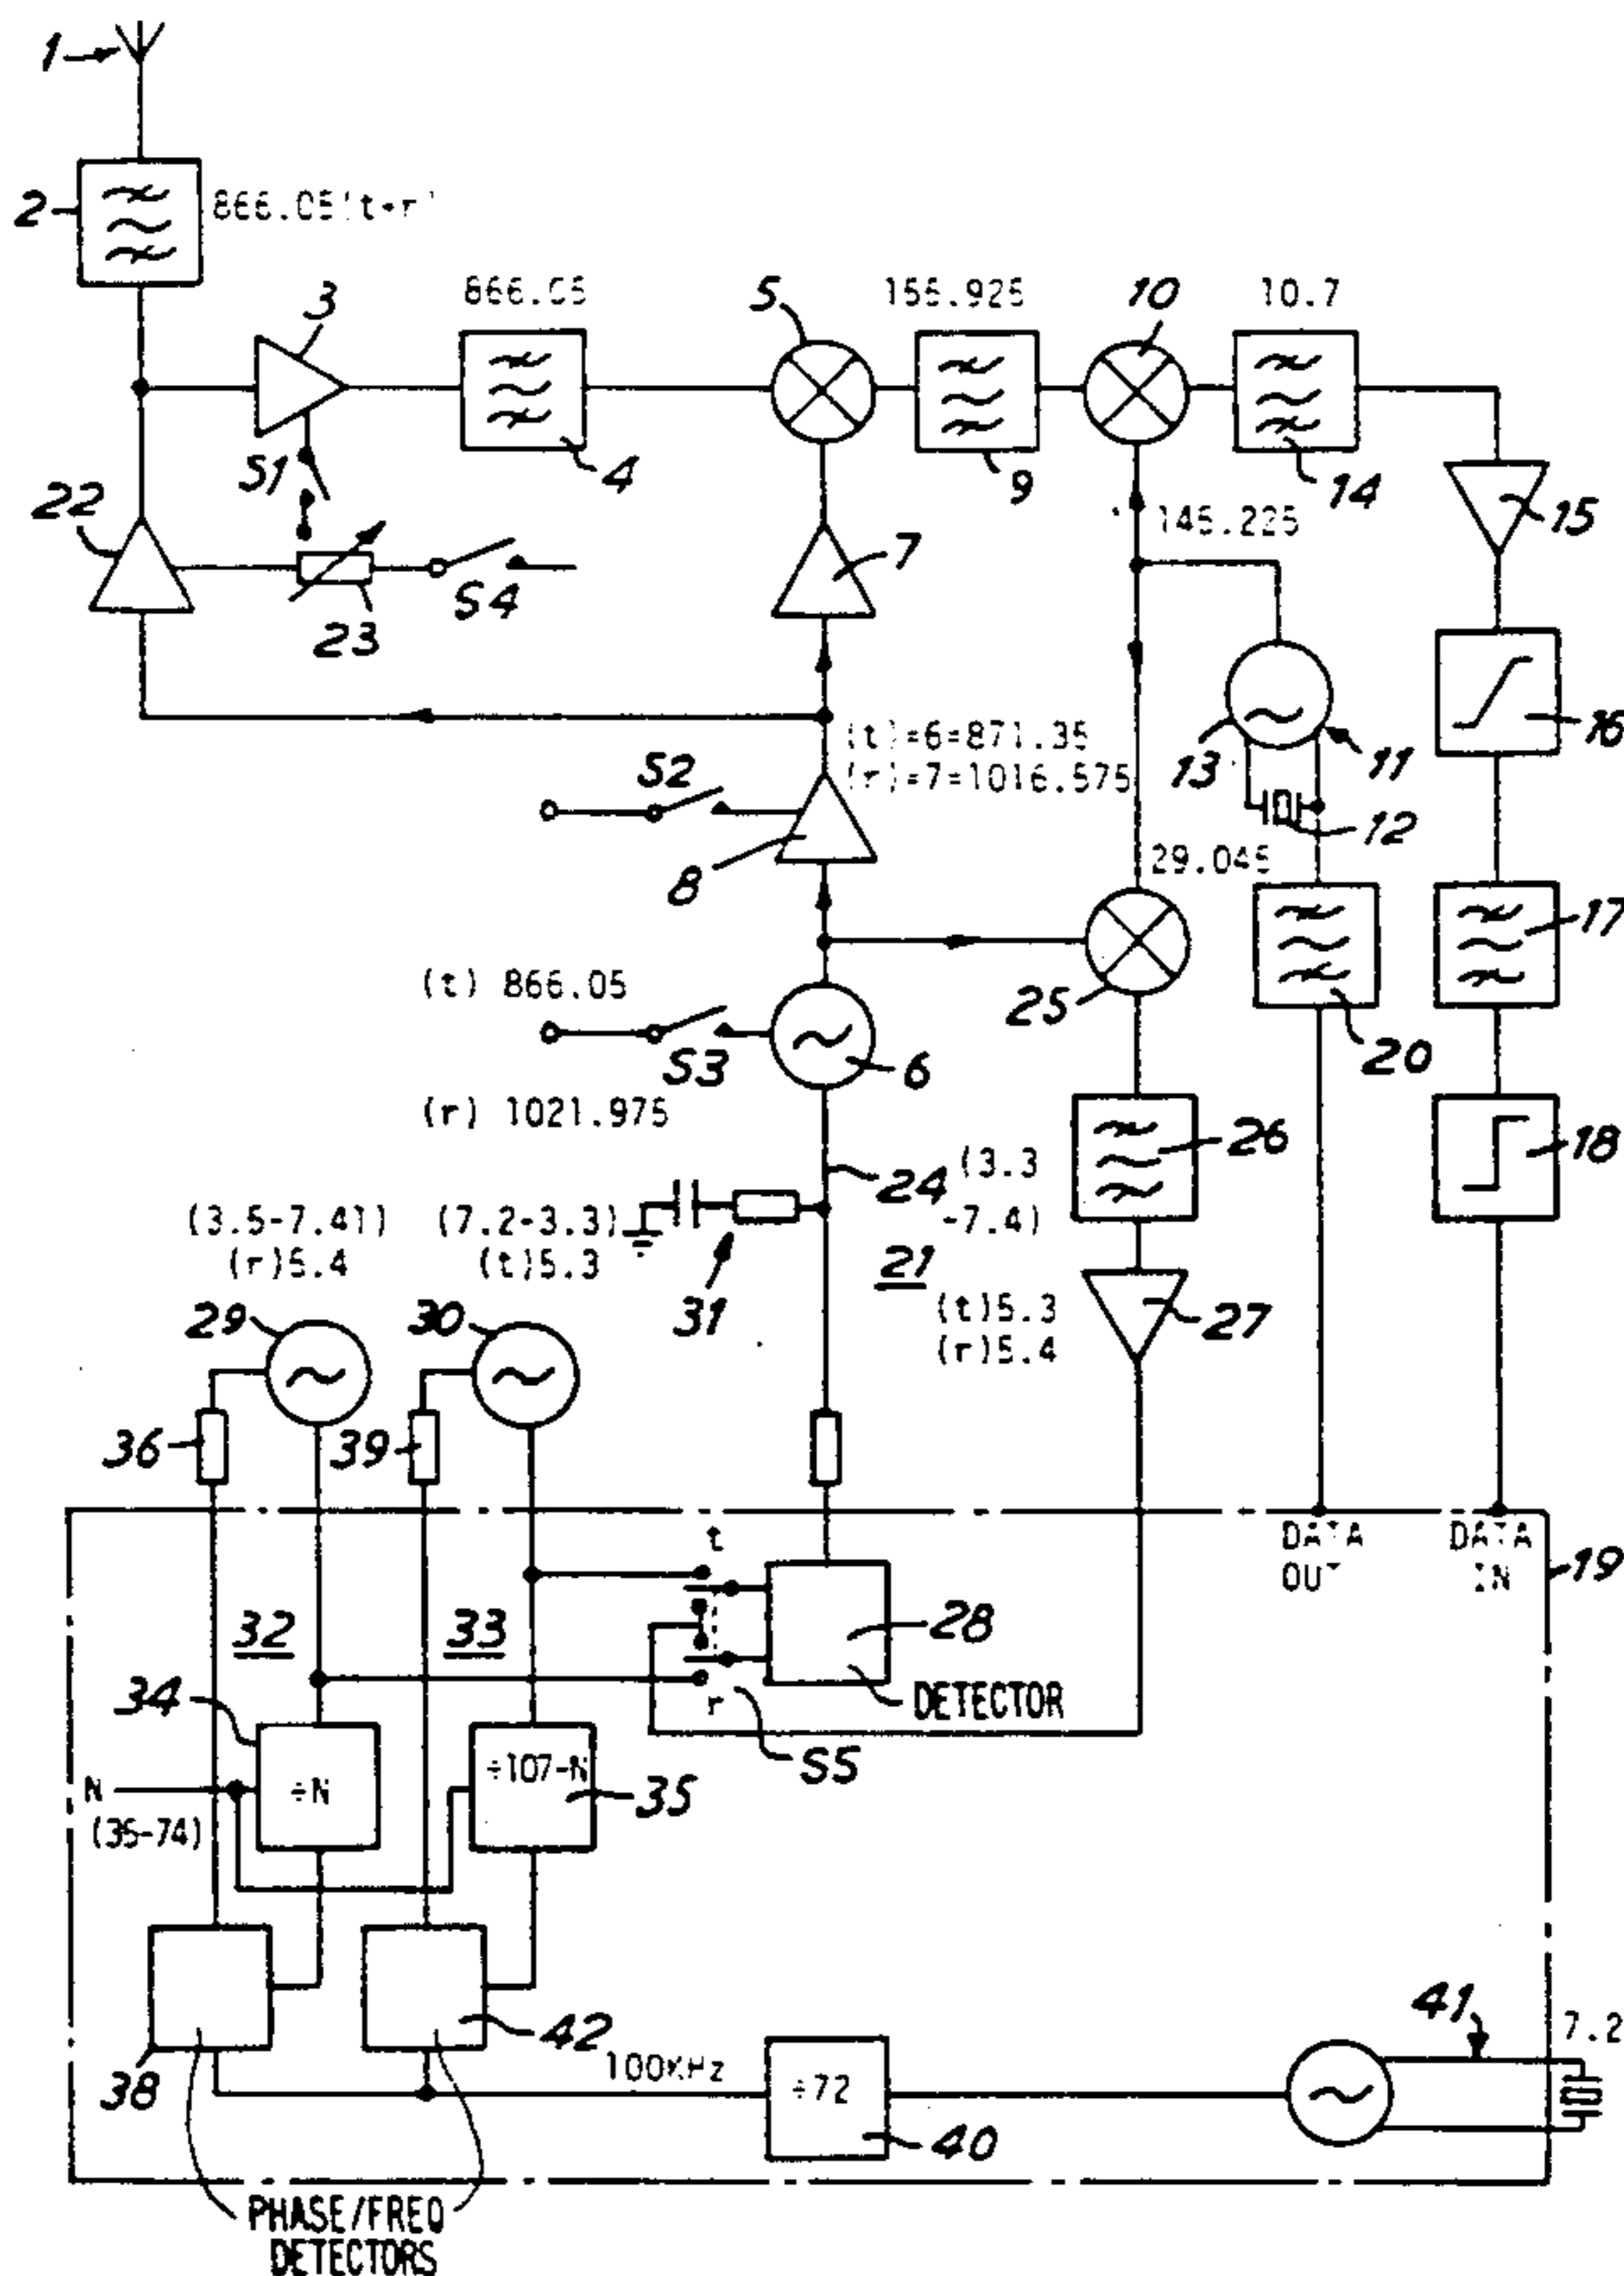 1
2
866.05(t+r)
3
866.05
5
155.925
10
10.7
S1
4
9
14
22
145.225
15
7
S4
23
(t)=6=871.35
(r)=7=1016.575
S2
13
11
16
12
8
29.045
17
(t) 866.05
25
S3
6
20
(r) 1021.975
26
18
24
(3.3
-7.4)
(3.5-7.41)
(r)5.4
(7.2-3.3)
(t)5.3
21
31
(t)5.3
(r)5.4
27
29
30
36
39
t
DATA
OUT
DATA
IN
19
32
33
28
34
r
DETECTOR
S5
N
(35-74)
÷N
÷107-N
35
41
7.2
42
100KHz
38
÷72
40
PHASE/FREQ
DETECTORS